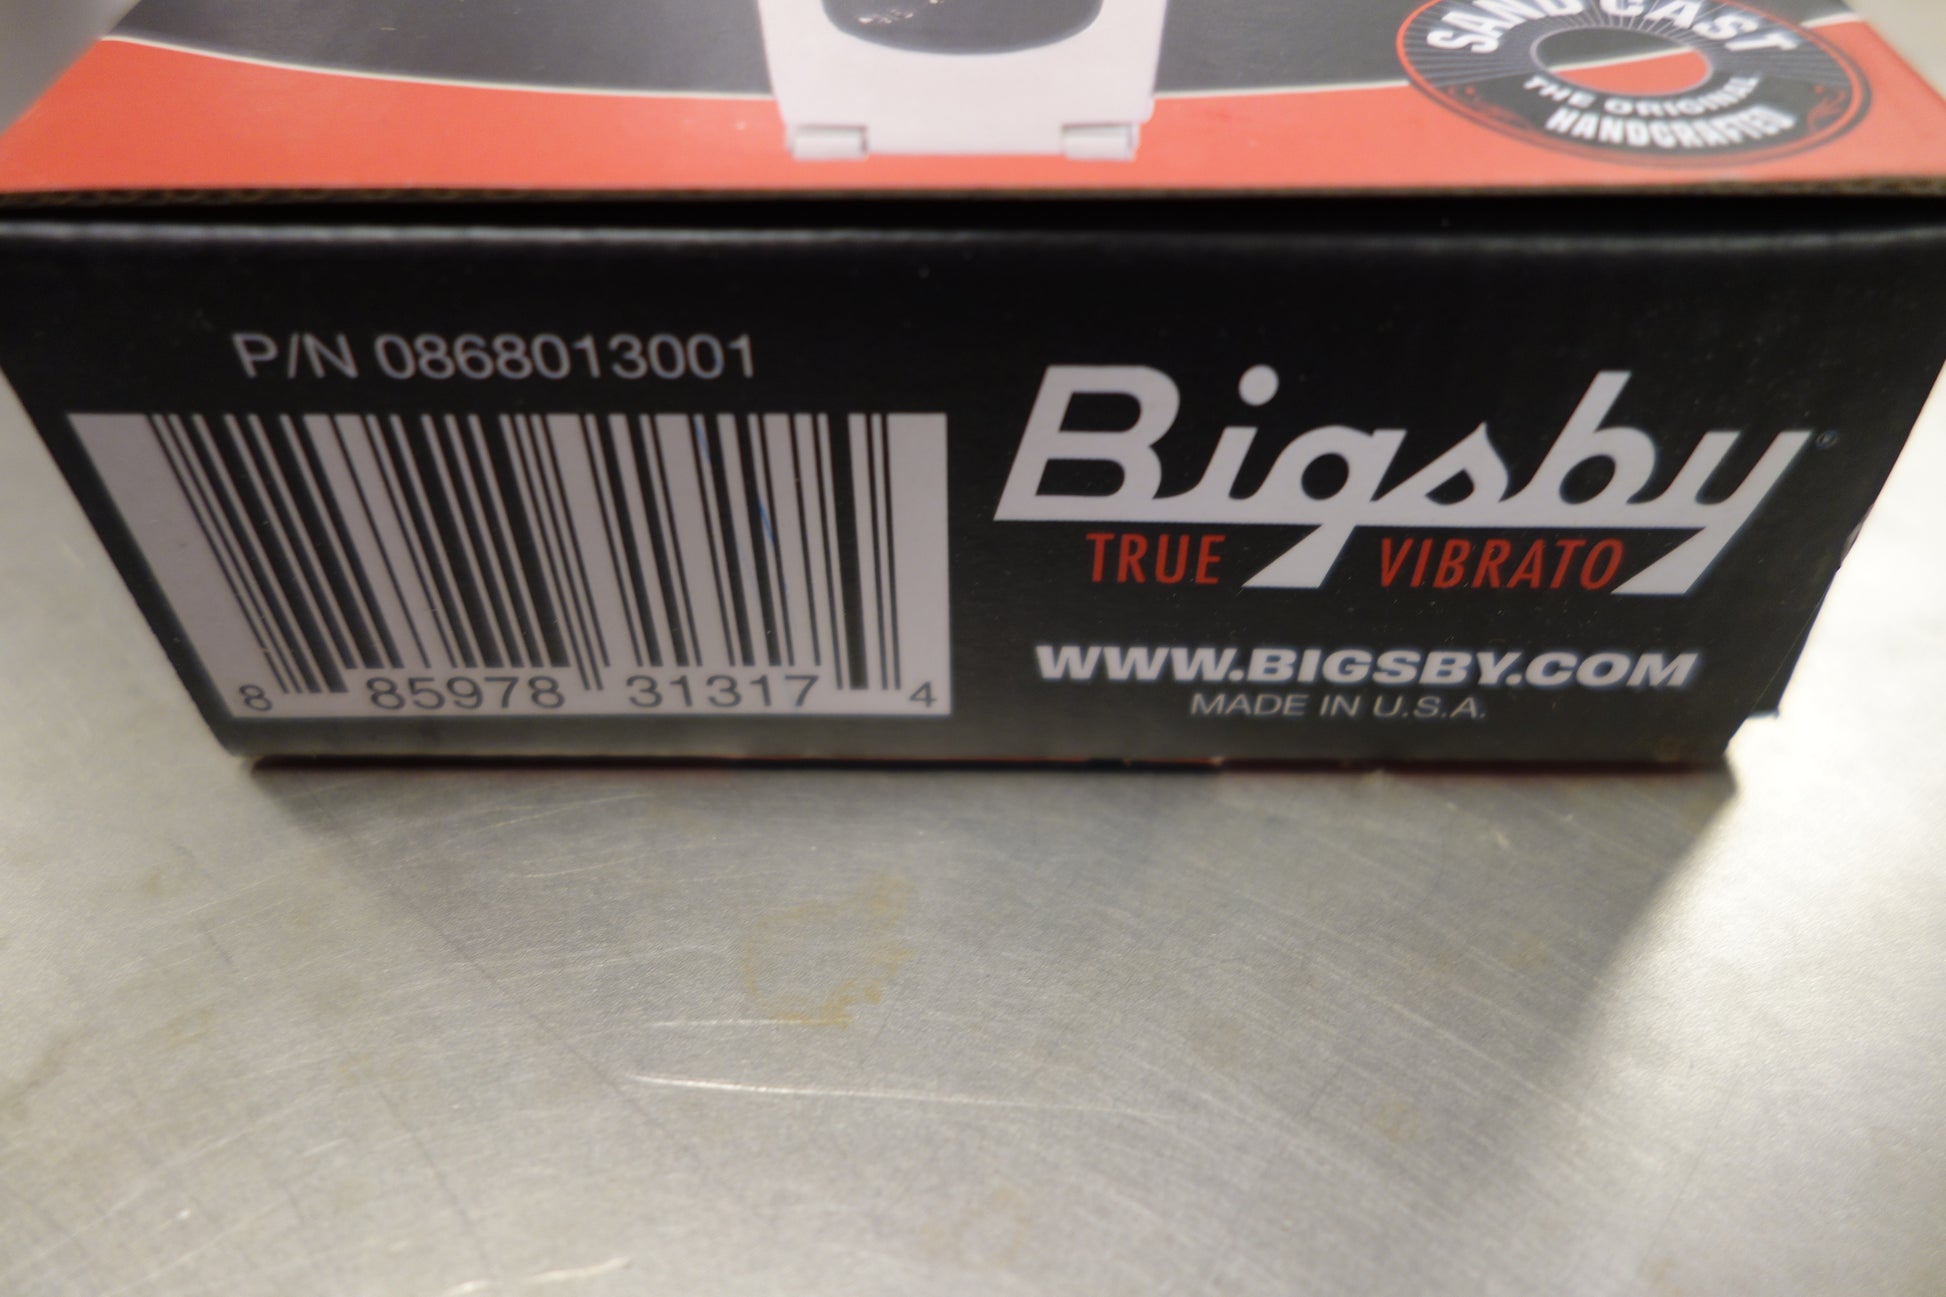 SAND CAST
THE ORIGINAL
HANDCRAFTED
P/N 0868013001
8 85978 31317 4
Bigsby®
TRUE VIBRATO
WWW.BIGSBY.COM
MADE IN U.S.A.